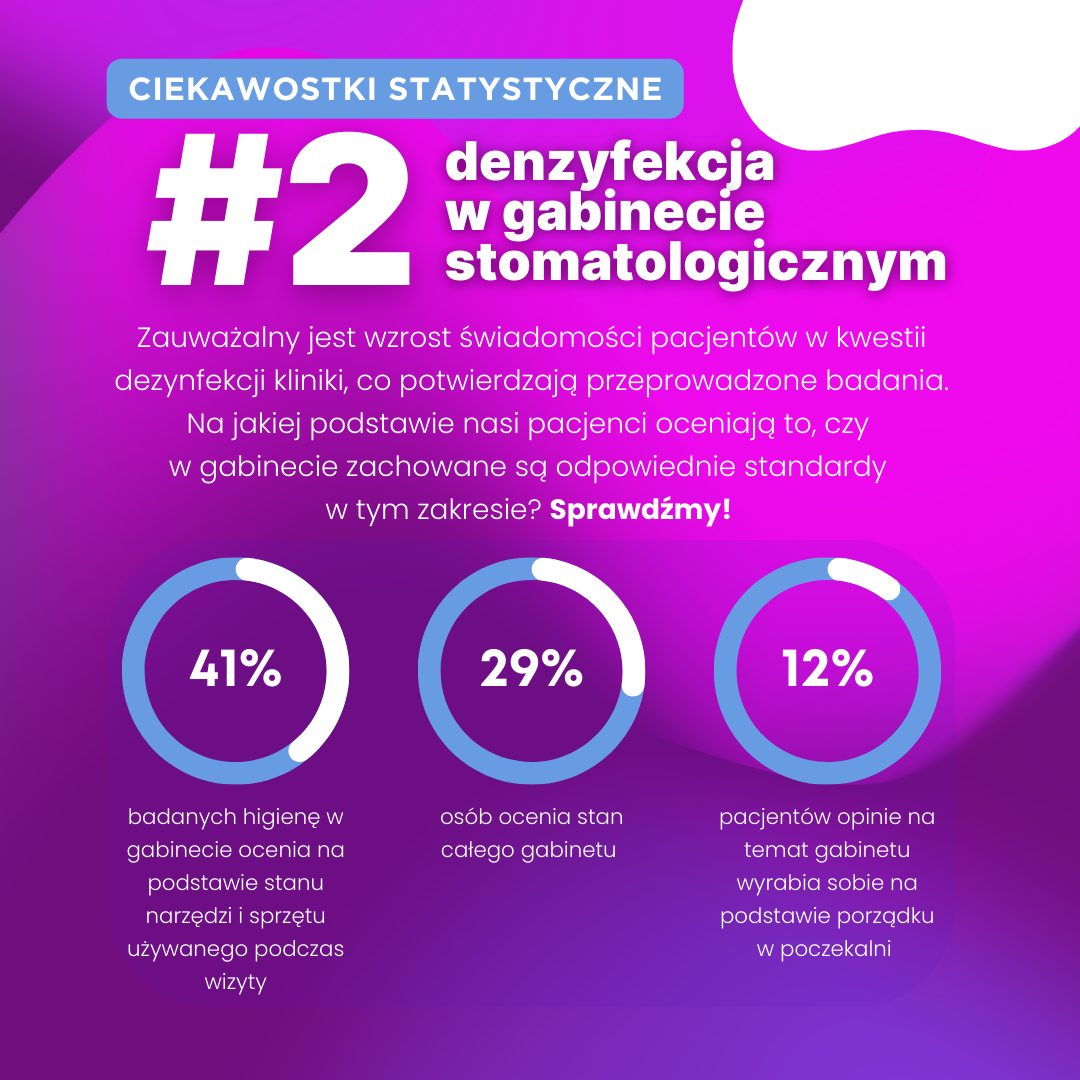 CIEKAWOSTKI STATYSTYCZNE
#2
denzyfekcja
w gabinecie
stomatologicznym
Zauważalny jest wzrost świadomości pacjentów w kwestii
dezynfekcji kliniki, co potwierdzają przeprowadzone badania.
Na jakiej podstawie nasi pacjenci oceniają to, czy
w gabinecie zachowane są odpowiednie standardy
w tym zakresie? Sprawdźmy!
41%
badanych higienę w
gabinecie ocenia na
podstawie stanu
narzędzi i sprzętu
używanego podczas
wizyty
29%
osób ocenia stan
całego gabinetu
12%
pacjentów opinie na
temat gabinetu
wyrabia sobie na
podstawie porządku
w poczekalni